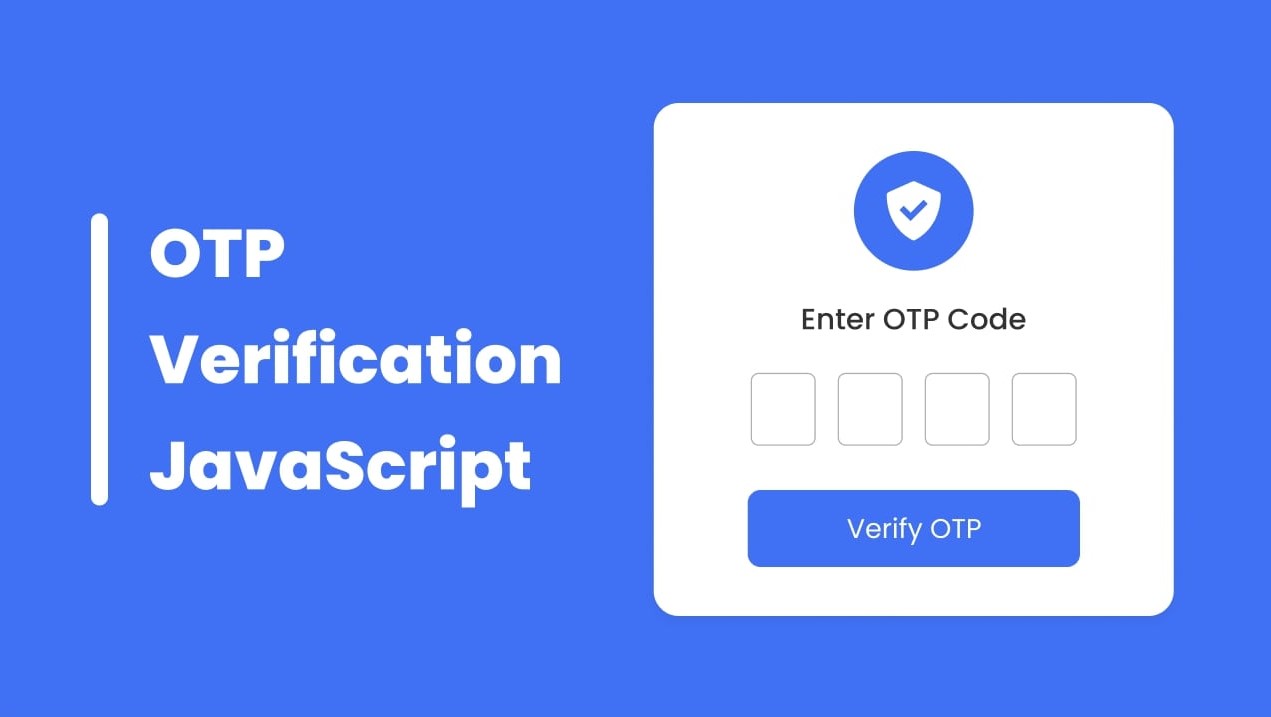 OTP
Verification
JavaScript
Enter OTP Code
Verify OTP